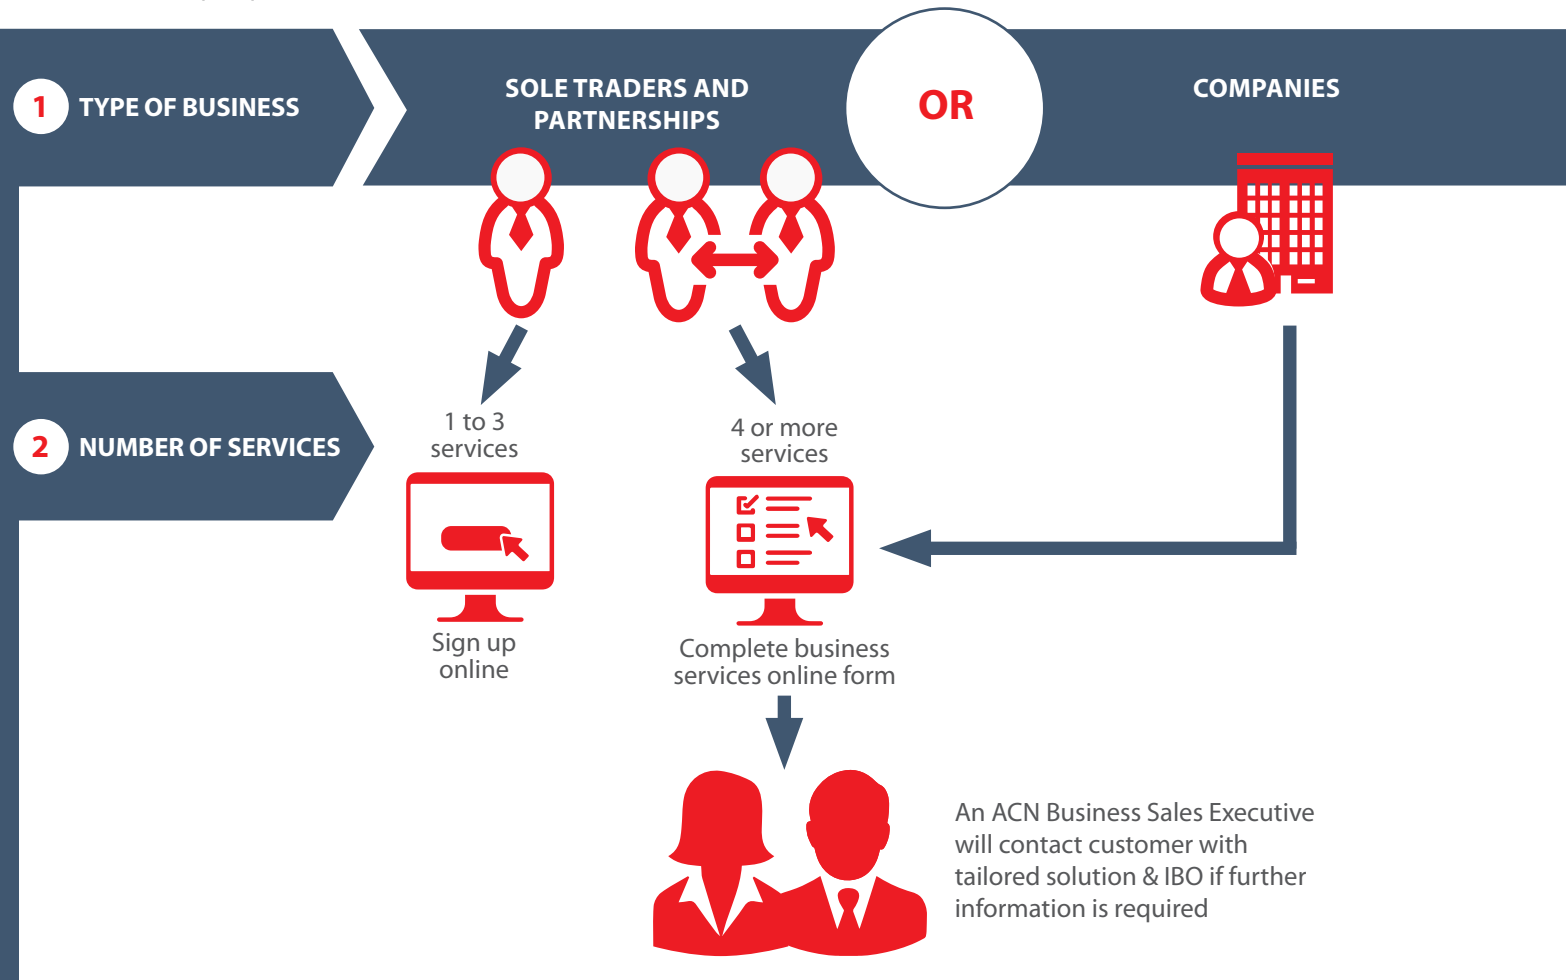 1 TYPE OF BUSINESS
SOLE TRADERS AND
PARTNERSHIPS
OR
COMPANIES
2 NUMBER OF SERVICES
1 to 3
services
4 or more
services
Sign up
online
Complete business
services online form
An ACN Business Sales Executive
will contact customer with
tailored solution & IBO if further
information is required